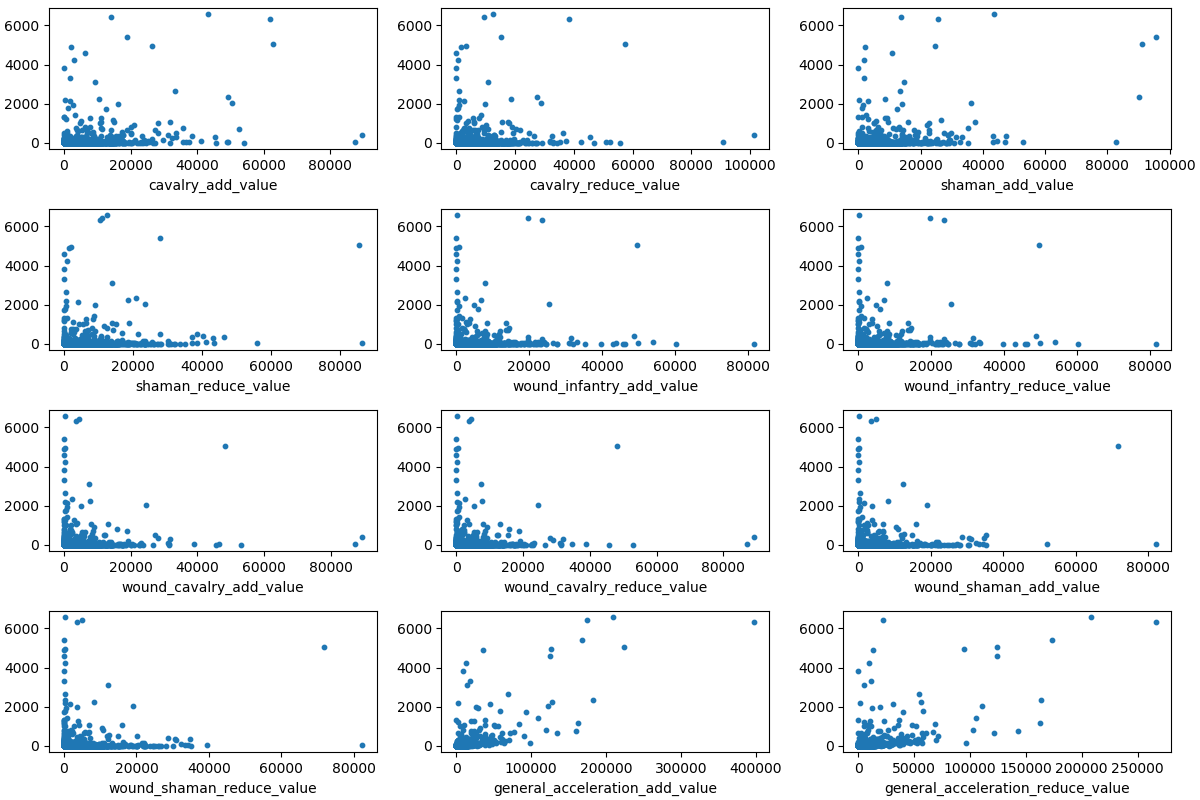 6000
4000
2000
0
0 20000 40000 60000 80000
cavalry_add_value
6000
4000
2000
0
0 20000 40000 60000 80000 100000
cavalry_reduce_value
6000
4000
2000
0
0 20000 40000 60000 80000 100000
shaman_add_value
6000
4000
2000
0
0 20000 40000 60000 80000
shaman_reduce_value
6000
4000
2000
0
0 20000 40000 60000 80000
wound_infantry_add_value
6000
4000
2000
0
0 20000 40000 60000 80000
wound_infantry_reduce_value
6000
4000
2000
0
0 20000 40000 60000 80000
wound_cavalry_add_value
6000
4000
2000
0
0 20000 40000 60000 80000
wound_cavalry_reduce_value
6000
4000
2000
0
0 20000 40000 60000 80000
wound_shaman_add_value
6000
4000
2000
0
0 20000 40000 60000 80000
wound_shaman_reduce_value
6000
4000
2000
0
0 100000 200000 300000 400000
general_acceleration_add_value
6000
4000
2000
0
0 50000 100000 150000 200000 250000
general_acceleration_reduce_value